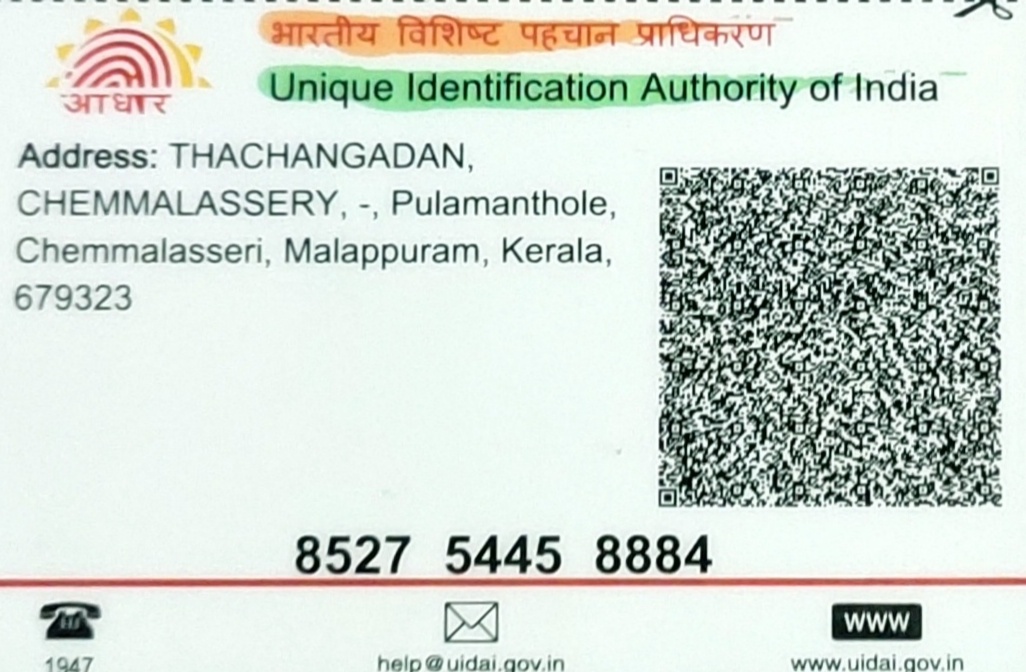 भारतीय विशिष्ट पहचान प्राधिकरण
आधार
Unique Identification Authority of India
Address: THACHANGADAN,
CHEMMALASSERY, -, Pulamanthole,
Chemmalasseri, Malappuram, Kerala,
679323
8527 5445 8884
WWW
1947
help@uidai.gov.in
www.uidai.gov.in